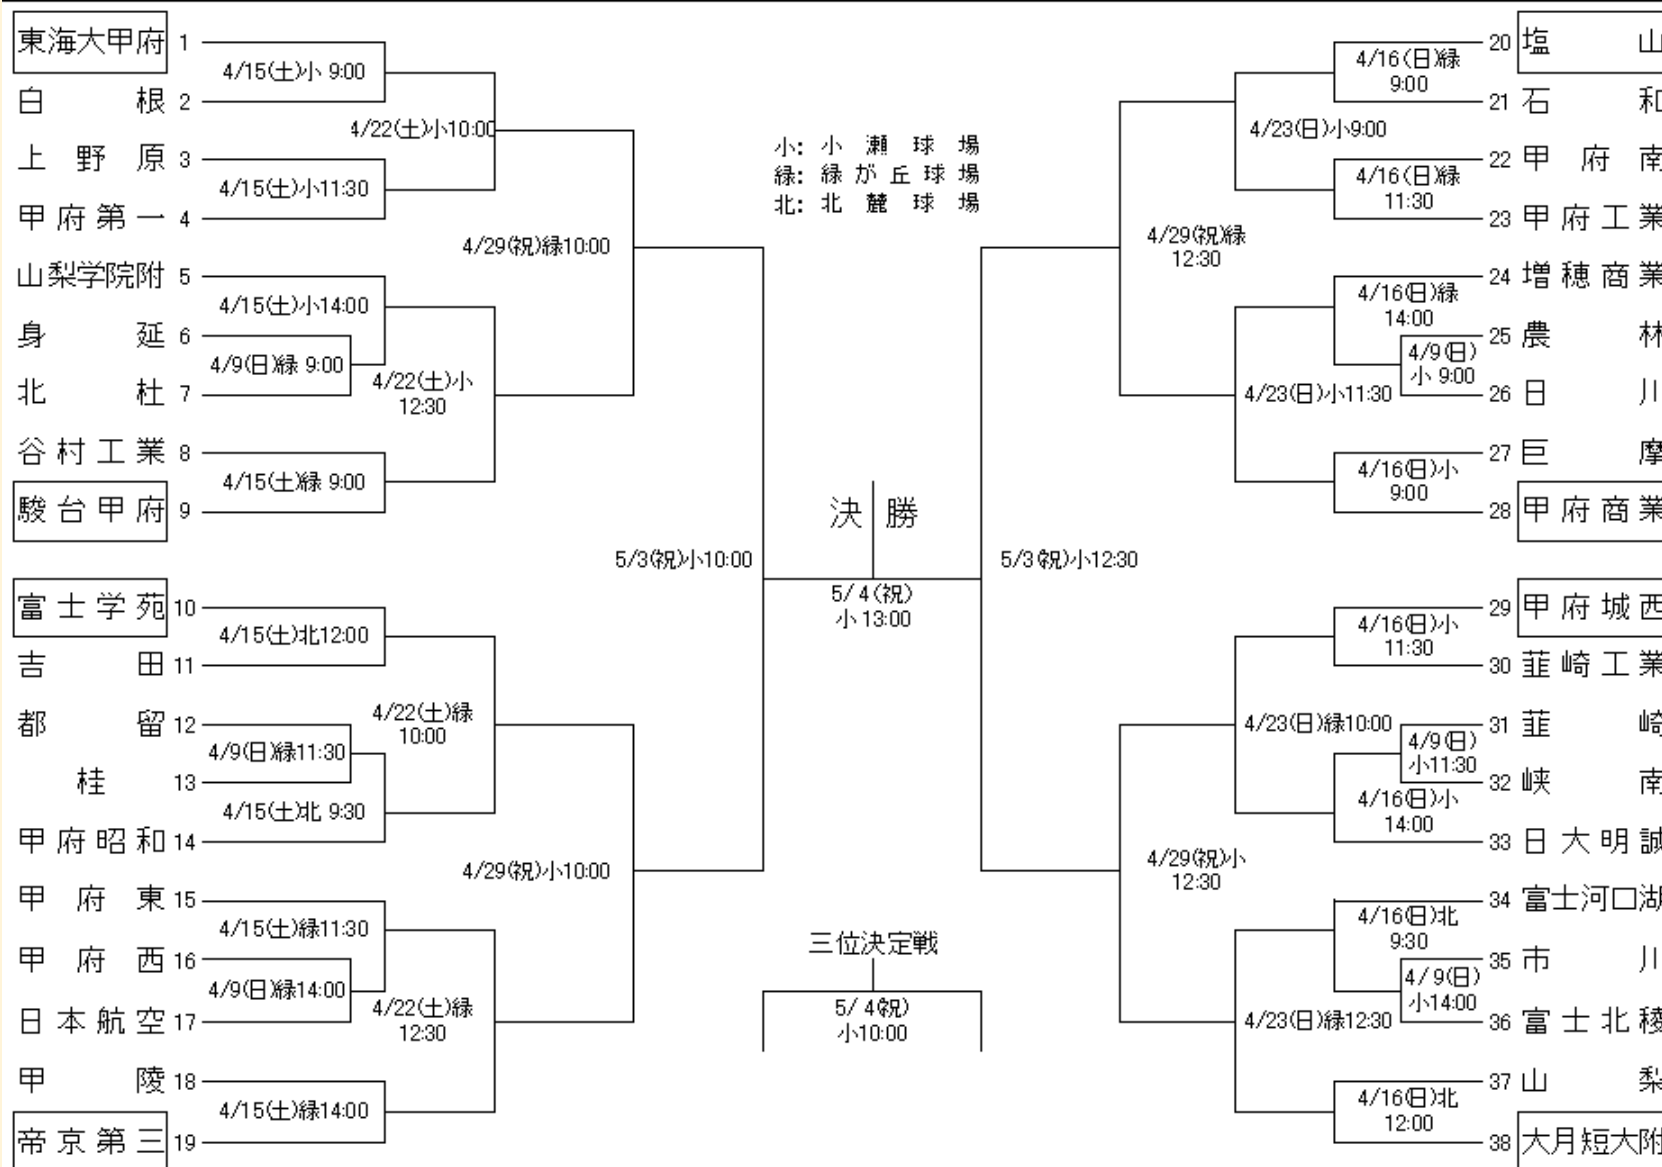 東海大甲府 1
4/15(土)小 9:00
白根 2
4/22(土)小10:00
上野原 3
4/15(土)小11:30
甲府第一 4
4/29(祝)緑10:00
山梨学院附 5
4/15(土)小14:00
身延 6
4/9(日)緑 9:00
北杜 7
4/22(土)小
12:30
谷村工業 8
4/15(土)緑 9:00
駿台甲府 9
5/3(祝)小10:00
富士学苑 10
4/15(土)北12:00
吉田 11
4/22(土)緑
10:00
都留 12
4/9(日)緑11:30
桂 13
4/15(土)北 9:30
甲府昭和 14
4/29(祝)小10:00
甲府東 15
4/15(土)緑11:30
甲府西 16
4/9(日)緑14:00
日本航空 17
4/22(土)緑
12:30
甲陵 18
4/15(土)緑14:00
帝京第三 19
小: 小瀬球場
緑: 緑が丘球場
北: 北麓球場
決勝
5/4(祝)
小13:00
三位決定戦
5/4(祝)
小10:00
20 塩山
4/16(日)緑
9:00
21 石和
4/23(日)小9:00
22 甲府南
4/16(日)緑
11:30
23 甲府工業
4/29(祝)緑
12:30
24 増穂商業
4/16(日)緑
14:00
25 農林
4/9(日)
小 9:00
26 日川
4/23(日)小11:30
27 巨摩
4/16(日)小
9:00
28 甲府商業
5/3(祝)小12:30
29 甲府城西
4/16(日)小
11:30
30 韮崎工業
4/23(日)緑10:00
31 韮崎
4/9(日)
小11:30
32 峡南
4/16(日)小
14:00
33 日大明誠
4/29(祝)小
12:30
34 富士河口湖
4/16(日)北
9:30
35 市川
4/9(日)
小14:00
36 富士北稜
4/23(日)緑12:30
37 山梨
4/16(日)北
12:00
38 大月短大附